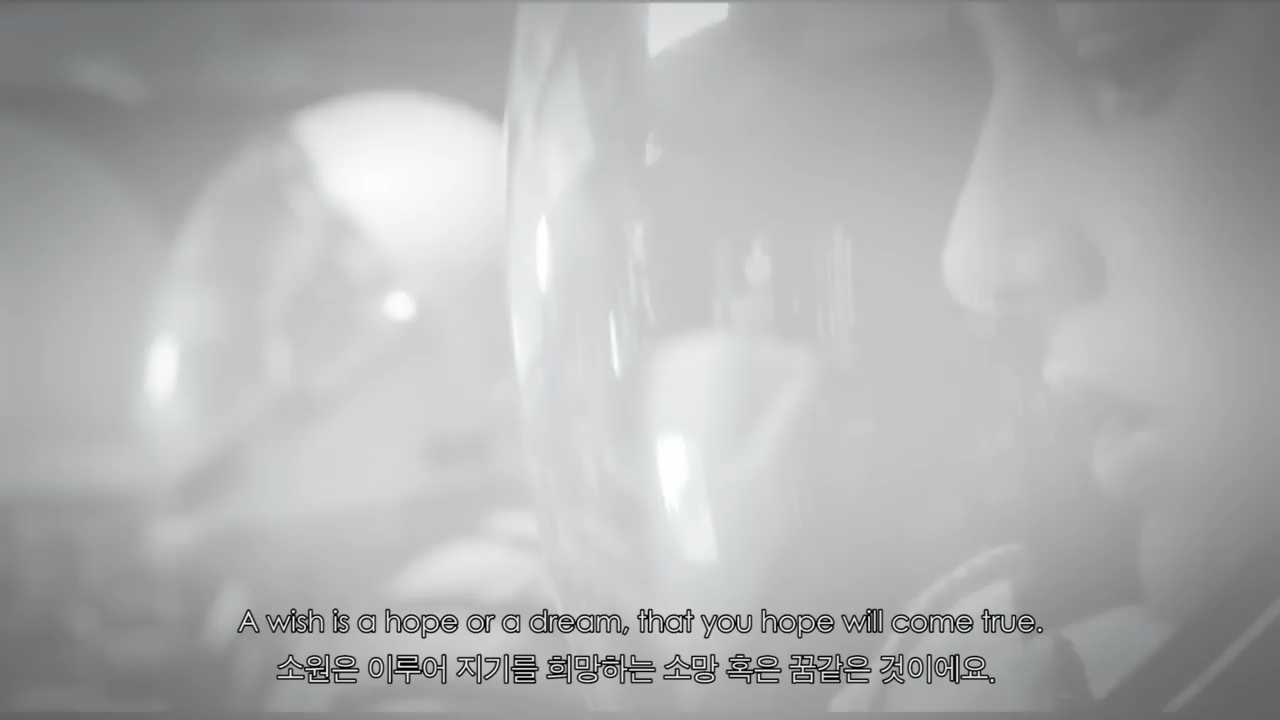 A wish is a hope or a dream, that you hope will come true.
소원은 이루어 지기를 희망하는 소망 혹은 꿈같은 것이에요.